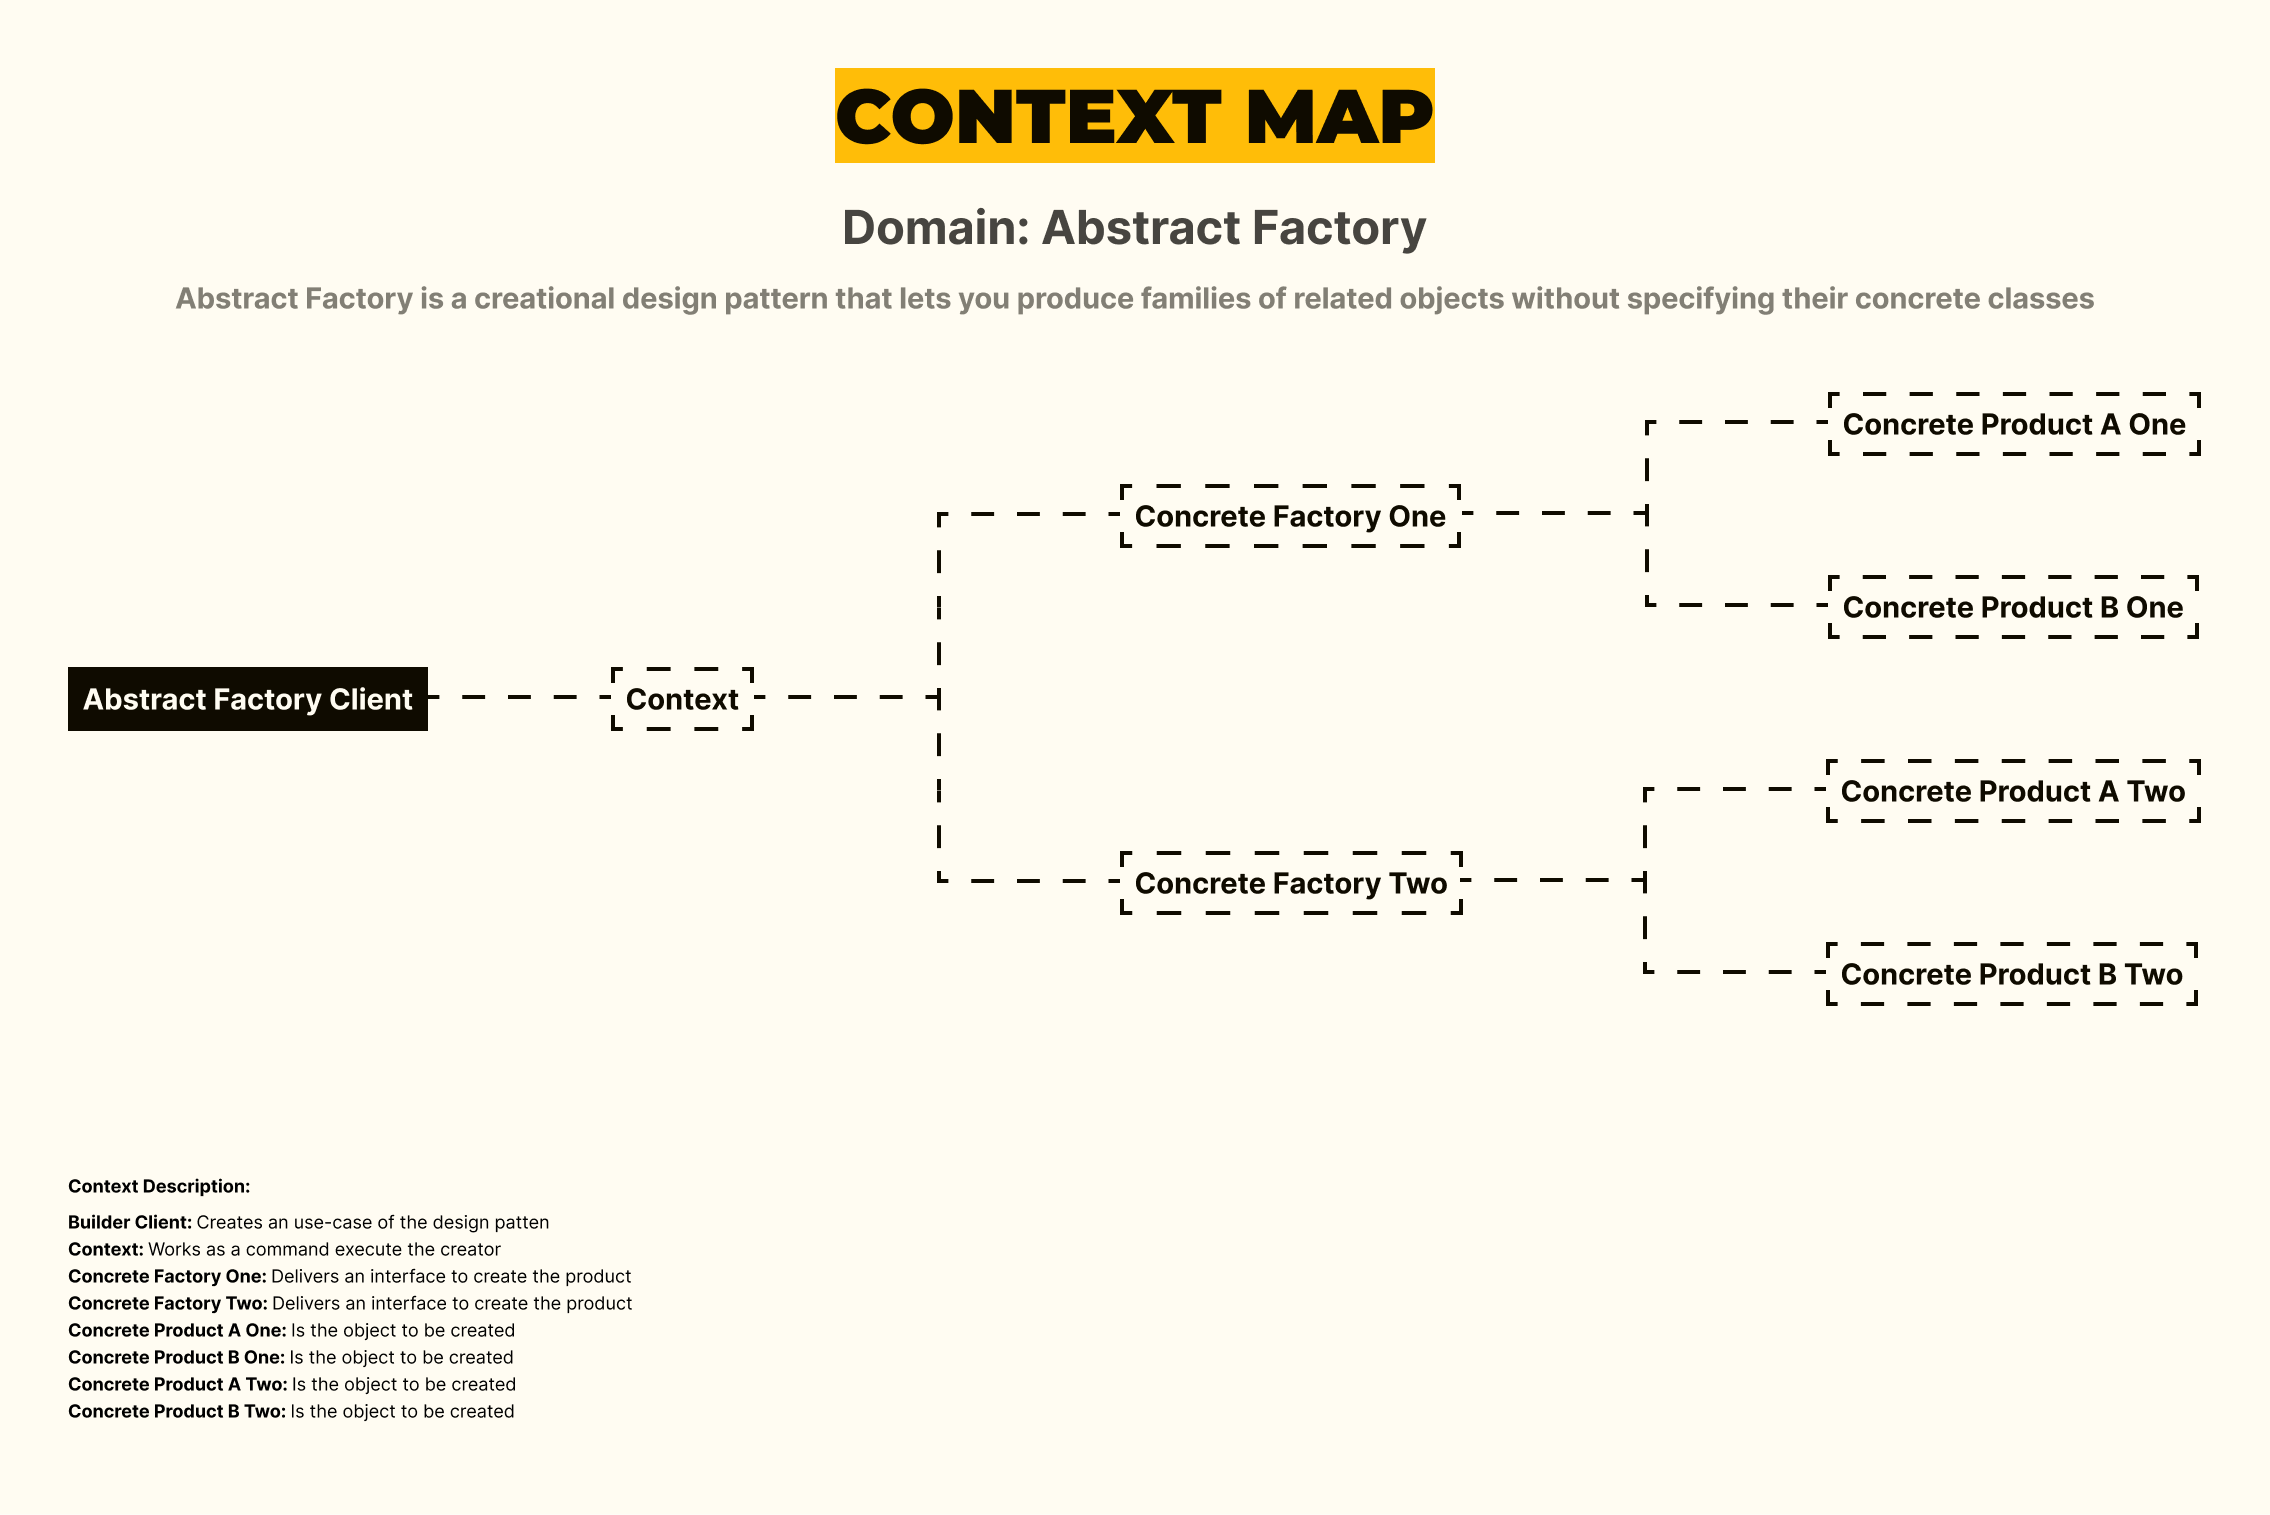 CONTEXT MAP
Domain: Abstract Factory
Abstract Factory is a creational design pattern that lets you produce families of related objects without specifying their concrete classes
Concrete Product A One
Concrete Factory One
Concrete Product B One
Abstract Factory Client
Context
Concrete Product A Two
Concrete Factory Two
Concrete Product B Two
Context Description:
Builder Client: Creates an use-case of the design patten
Context: Works as a command execute the creator
Concrete Factory One: Delivers an interface to create the product
Concrete Factory Two: Delivers an interface to create the product
Concrete Product A One: Is the object to be created
Concrete Product B One: Is the object to be created
Concrete Product A Two: Is the object to be created
Concrete Product B Two: Is the object to be created